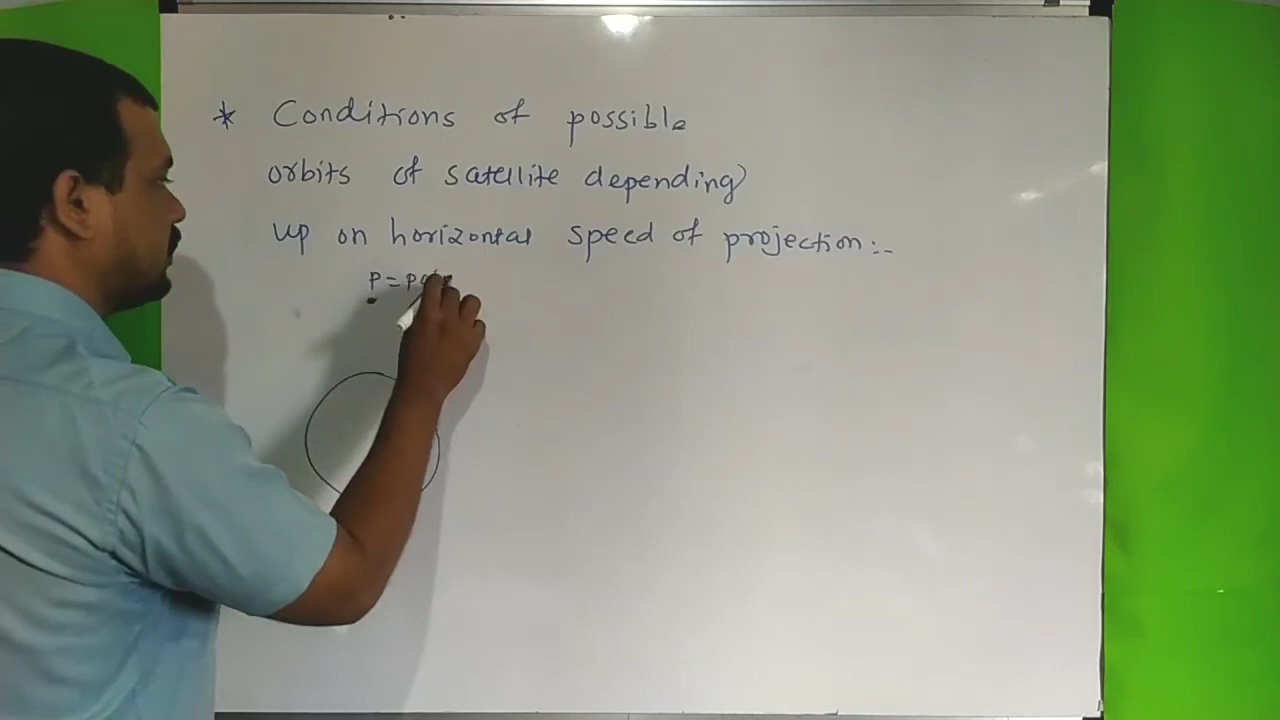 * Conditions of possible
orbits of satellite depending
up on horizontal speed of projection:-
P =